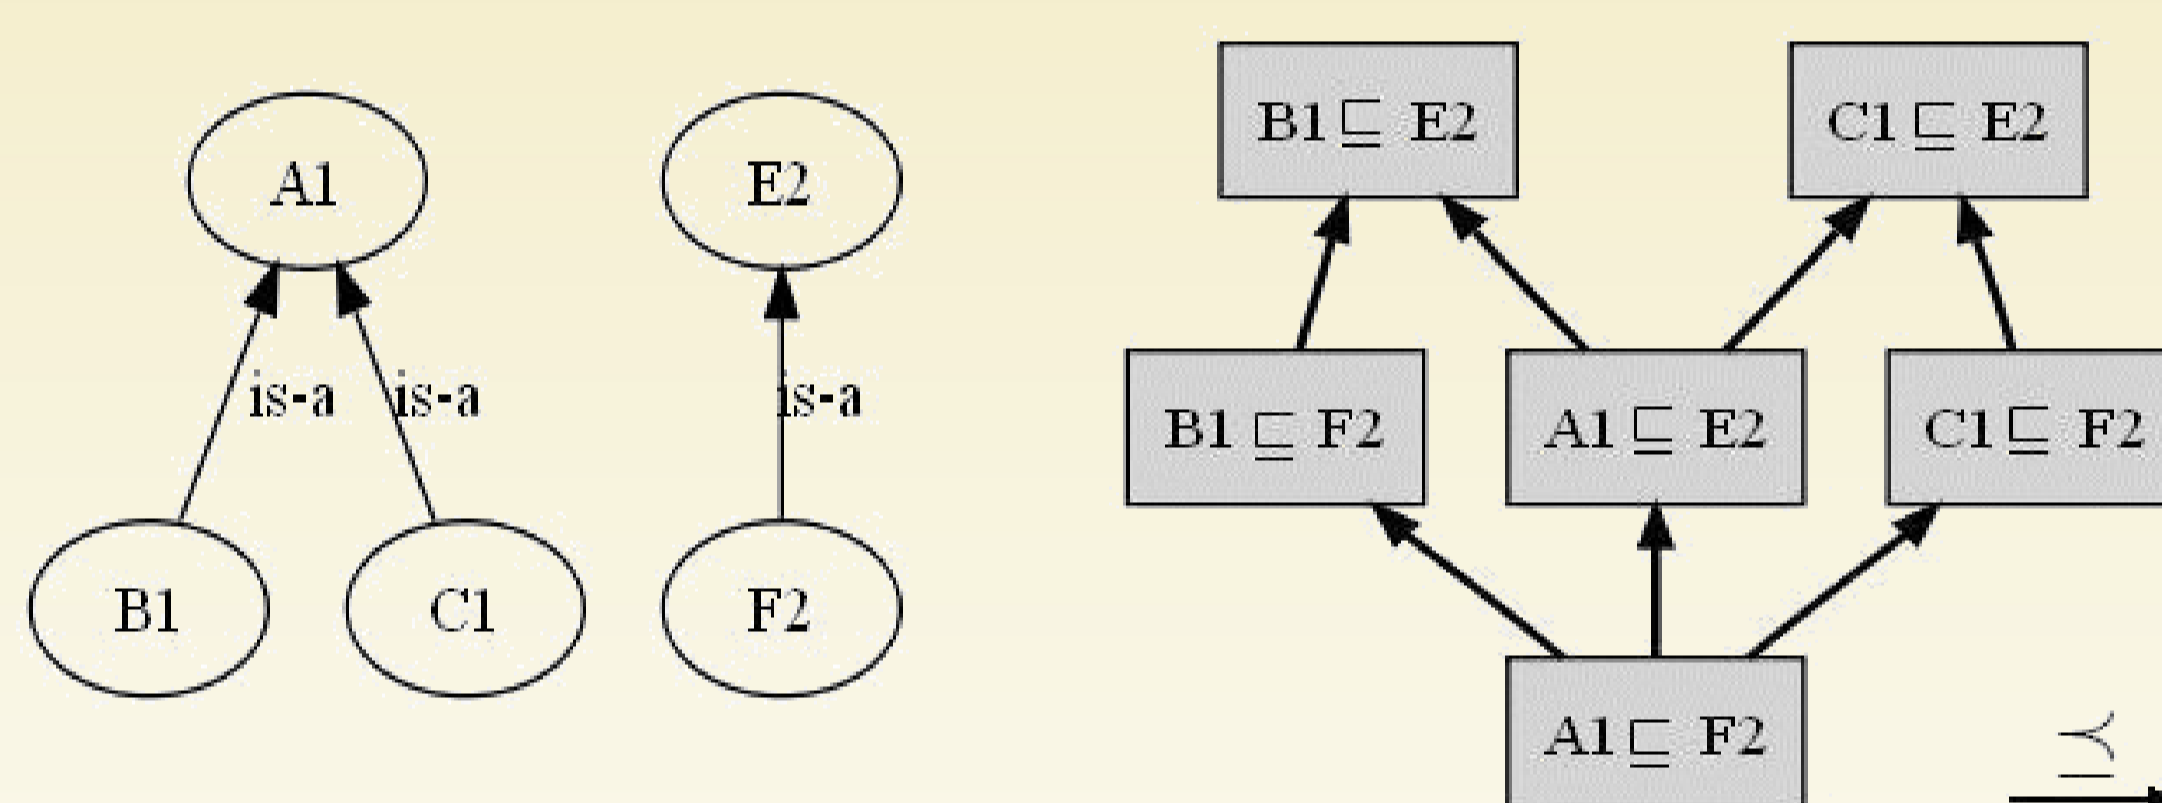 A1
E2
is-a
is-a
is-a
B1
C1
F2
B1 ⊑ E2
C1 ⊑ E2
B1 ⊑ F2
A1 ⊑ E2
C1 ⊑ F2
A1 ⊑ F2
⪯